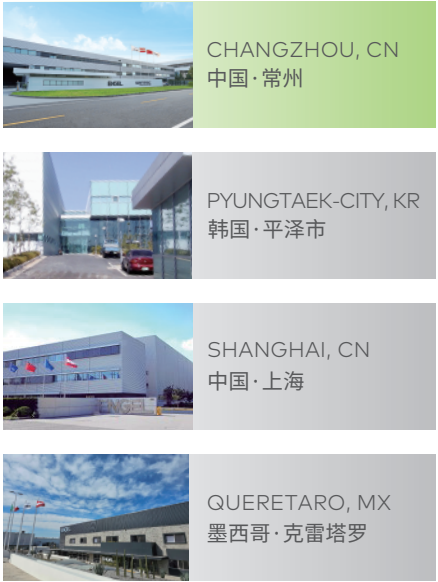 CHANGZHOU, CN
中国·常州
PYUNGTAEK-CITY, KR
韩国·平泽市
SHANGHAI, CN
中国·上海
QUERETARO, MX
墨西哥·克雷塔罗